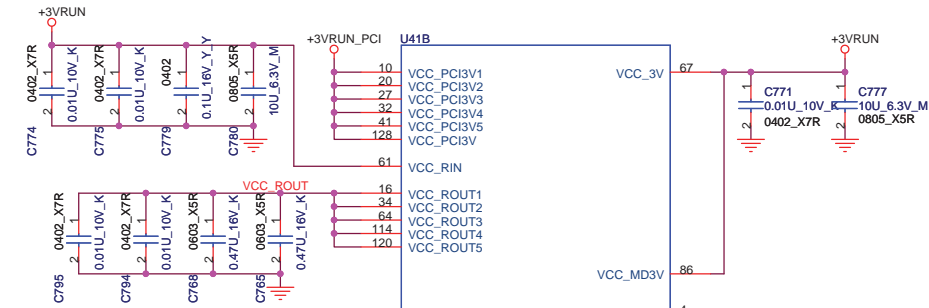 +3VRUN
0402_X7R
0.01U_10V_K
1
2
C774
0402_X7R
0.01U_10V_K
1
2
C775
0402
0.1U_16V_Y_Y
1
2
C779
0805_X5R
10U_6.3V_M
1
2
C780
+3VRUN_PCI
U41B
10 VCC_PCI3V1
20 VCC_PCI3V2
27 VCC_PCI3V3
32 VCC_PCI3V4
41 VCC_PCI3V5
128 VCC_PCI3V
61 VCC_RIN
VCC_ROUT
16 VCC_ROUT1
34 VCC_ROUT2
64 VCC_ROUT3
114 VCC_ROUT4
120 VCC_ROUT5
0402_X7R
0.01U_10V_K
1
2
C795
0402_X7R
0.01U_10V_K
1
2
C794
0603_X5R
0.47U_16V_K
1
2
C768
0603_X5R
0.47U_16V_K
1
2
C765
VCC_3V 67
VCC_MD3V 86
+3VRUN
C771
0.01U_10V_K
0402_X7R
1
2
C777
10U_6.3V_M
0805_X5R
1
2